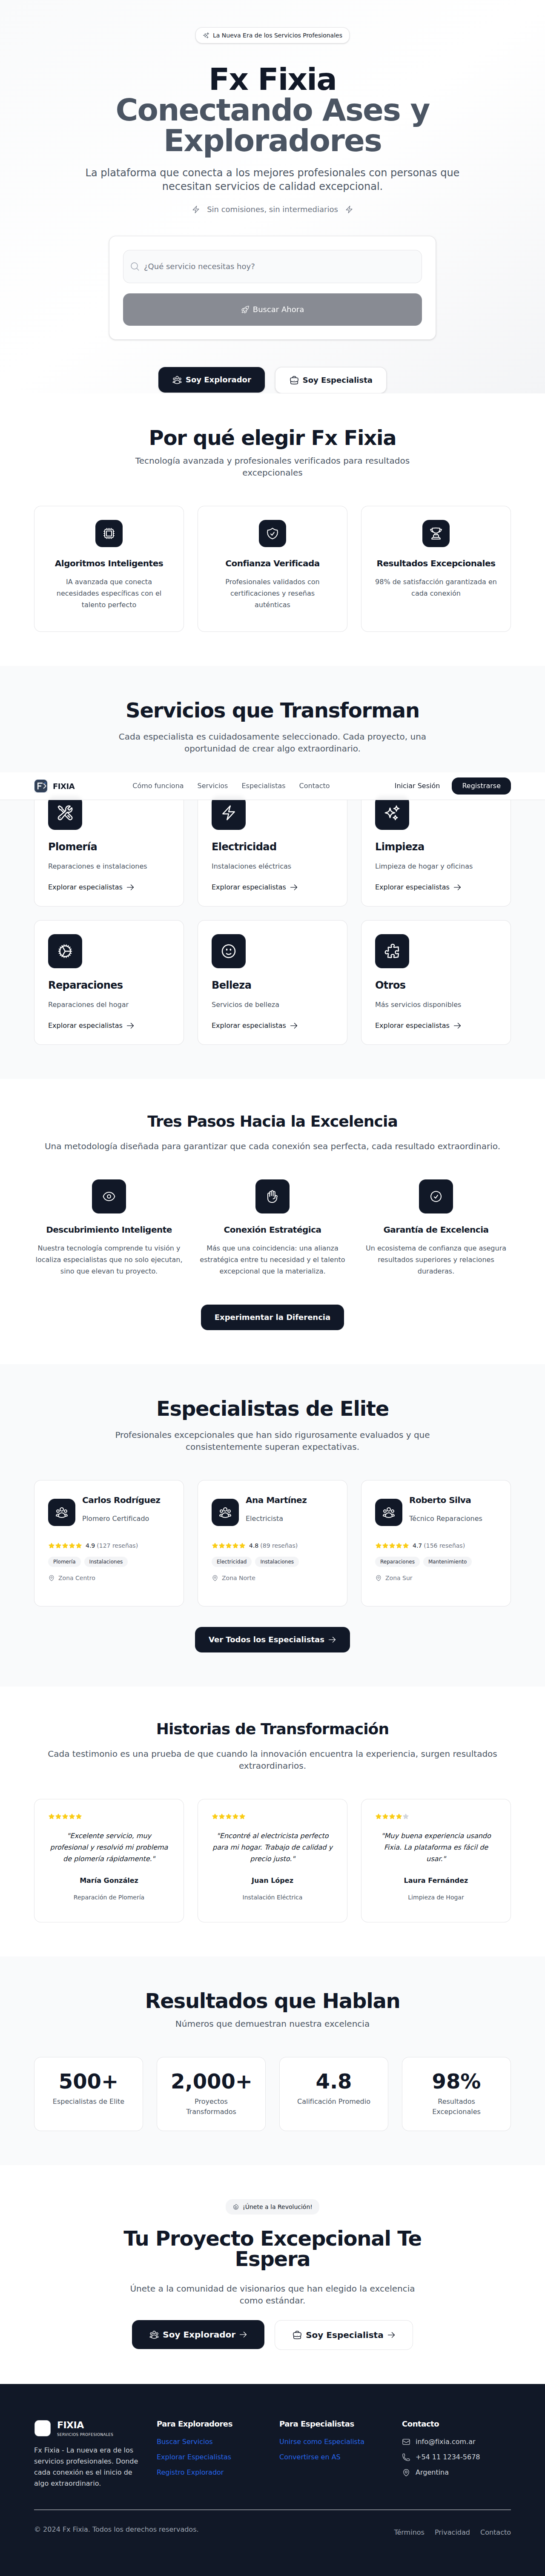 La Nueva Era de los Servicios Profesionales
Fx Fixia
Conectando Ases y
Exploradores
La plataforma que conecta a los mejores profesionales con personas que
necesitan servicios de calidad excepcional.
Sin comisiones, sin intermediarios
¿Qué servicio necesitas hoy?
Buscar Ahora
Soy Explorador
Soy Especialista
Por qué elegir Fx Fixia
Tecnología avanzada y profesionales verificados para resultados
excepcionales
Algoritmos Inteligentes
IA avanzada que conecta
necesidades específicas con el
talento perfecto
Confianza Verificada
Profesionales validados con
certificaciones y reseñas
auténticas
Resultados Excepcionales
98% de satisfacción garantizada en
cada conexión
Servicios que Transforman
Cada especialista es cuidadosamente seleccionado. Cada proyecto, una
oportunidad de crear algo extraordinario.
Fx FIXIA
Cómo funciona
Servicios
Especialistas
Contacto
Iniciar Sesión
Registrarse
Plomería
Reparaciones e instalaciones
Explorar especialistas
Electricidad
Instalaciones eléctricas
Explorar especialistas
Limpieza
Limpieza de hogar y oficinas
Explorar especialistas
Reparaciones
Reparaciones del hogar
Explorar especialistas
Belleza
Servicios de belleza
Explorar especialistas
Otros
Más servicios disponibles
Explorar especialistas
Tres Pasos Hacia la Excelencia
Una metodología diseñada para garantizar que cada conexión sea perfecta, cada resultado extraordinario.
Descubrimiento Inteligente
Nuestra tecnología comprende tu visión y
localiza especialistas que no solo ejecutan,
sino que elevan tu proyecto.
Conexión Estratégica
Más que una coincidencia: una alianza
estratégica entre tu necesidad y el talento
excepcional que la materializa.
Garantía de Excelencia
Un ecosistema de confianza que asegura
resultados superiores y relaciones
duraderas.
Experimentar la Diferencia
Especialistas de Elite
Profesionales excepcionales que han sido rigurosamente evaluados y que
consistentemente superan expectativas.
Carlos Rodríguez
Plomero Certificado
4.9 (127 reseñas)
Plomería
Instalaciones
Zona Centro
Ana Martínez
Electricista
4.8 (89 reseñas)
Electricidad
Instalaciones
Zona Norte
Roberto Silva
Técnico Reparaciones
4.7 (156 reseñas)
Reparaciones
Mantenimiento
Zona Sur
Ver Todos los Especialistas
Historias de Transformación
Cada testimonio es una prueba de que cuando la innovación encuentra la experiencia, surgen resultados
extraordinarios.
"Excelente servicio, muy
profesional y resolvió mi problema
de plomería rápidamente."
María González
Reparación de Plomería
"Encontré al electricista perfecto
para mi hogar. Trabajo de calidad y
precio justo."
Juan López
Instalación Eléctrica
"Muy buena experiencia usando
Fixia. La plataforma es fácil de
usar."
Laura Fernández
Limpieza de Hogar
Resultados que Hablan
Números que demuestran nuestra excelencia
500+
Especialistas de Elite
2,000+
Proyectos
Transformados
4.8
Calificación Promedio
98%
Resultados
Excepcionales
¡Únete a la Revolución!
Tu Proyecto Excepcional Te
Espera
Únete a la comunidad de visionarios que han elegido la excelencia
como estándar.
Soy Explorador
Soy Especialista
FIXIA
SERVICIOS PROFESIONALES
Fx Fixia - La nueva era de los
servicios profesionales. Donde
cada conexión es el inicio de
algo extraordinario.
Para Exploradores
Buscar Servicios
Explorar Especialistas
Registro Explorador
Para Especialistas
Unirse como Especialista
Convertirse en AS
Contacto
info@fixia.com.ar
+54 11 1234-5678
Argentina
© 2024 Fx Fixia. Todos los derechos reservados.
Términos
Privacidad
Contacto